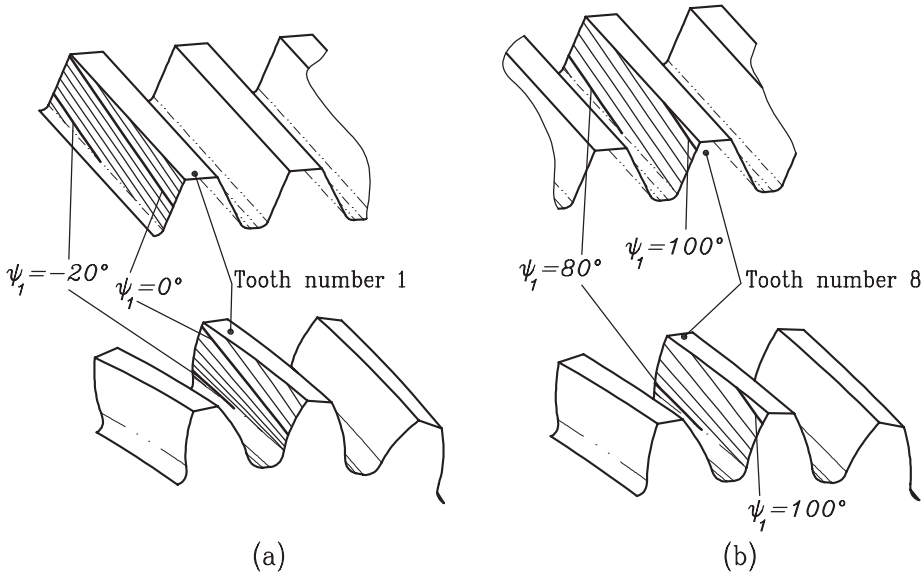 ψ₁=−20°
ψ₁=0°
Tooth number 1
ψ₁=80°
ψ₁=100°
Tooth number 8
ψ₁=100°
(a)
(b)